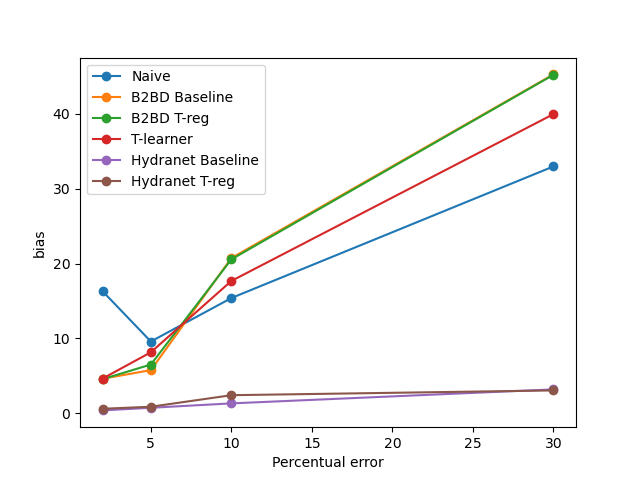 Naive
B2BD Baseline
B2BD T-reg
T-learner
Hydranet Baseline
Hydranet T-reg
40
30
20
10
0
bias
5
10
15
20
25
30
Percentual error